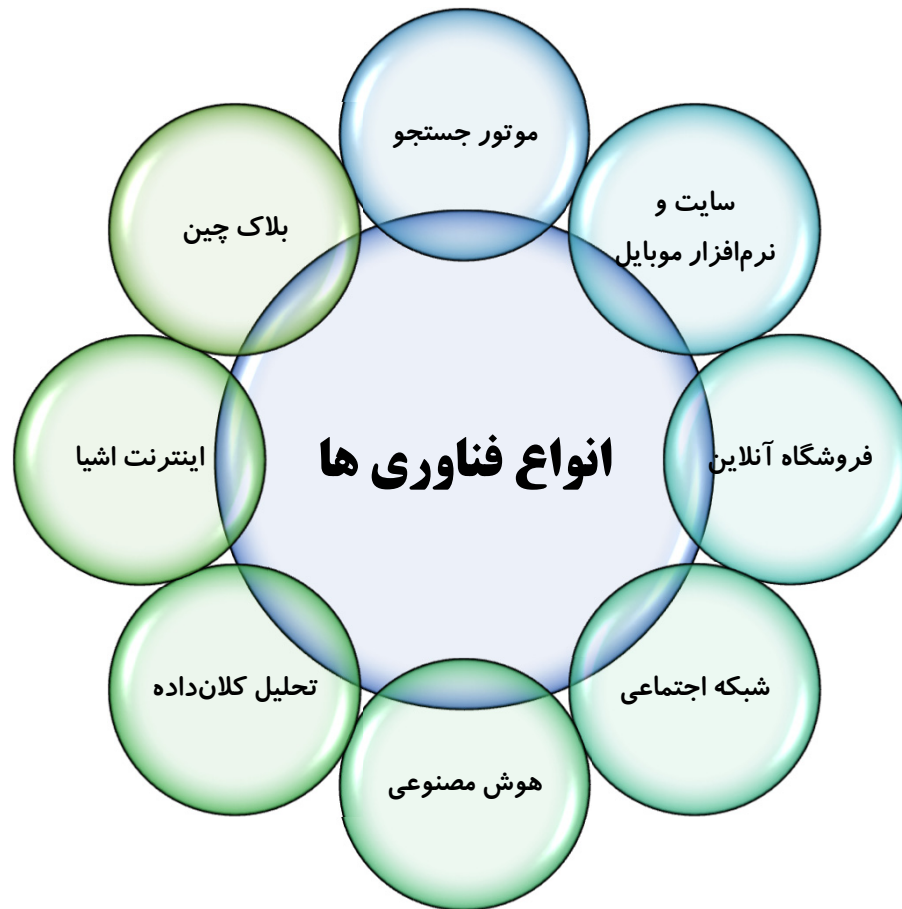 انواع فناوری ها
موتور جستجو
سایت و
نرم‌افزار موبایل
فروشگاه آنلاین
شبکه اجتماعی
هوش مصنوعی
تحلیل کلان‌داده
اینترنت اشیا
بلاک چین